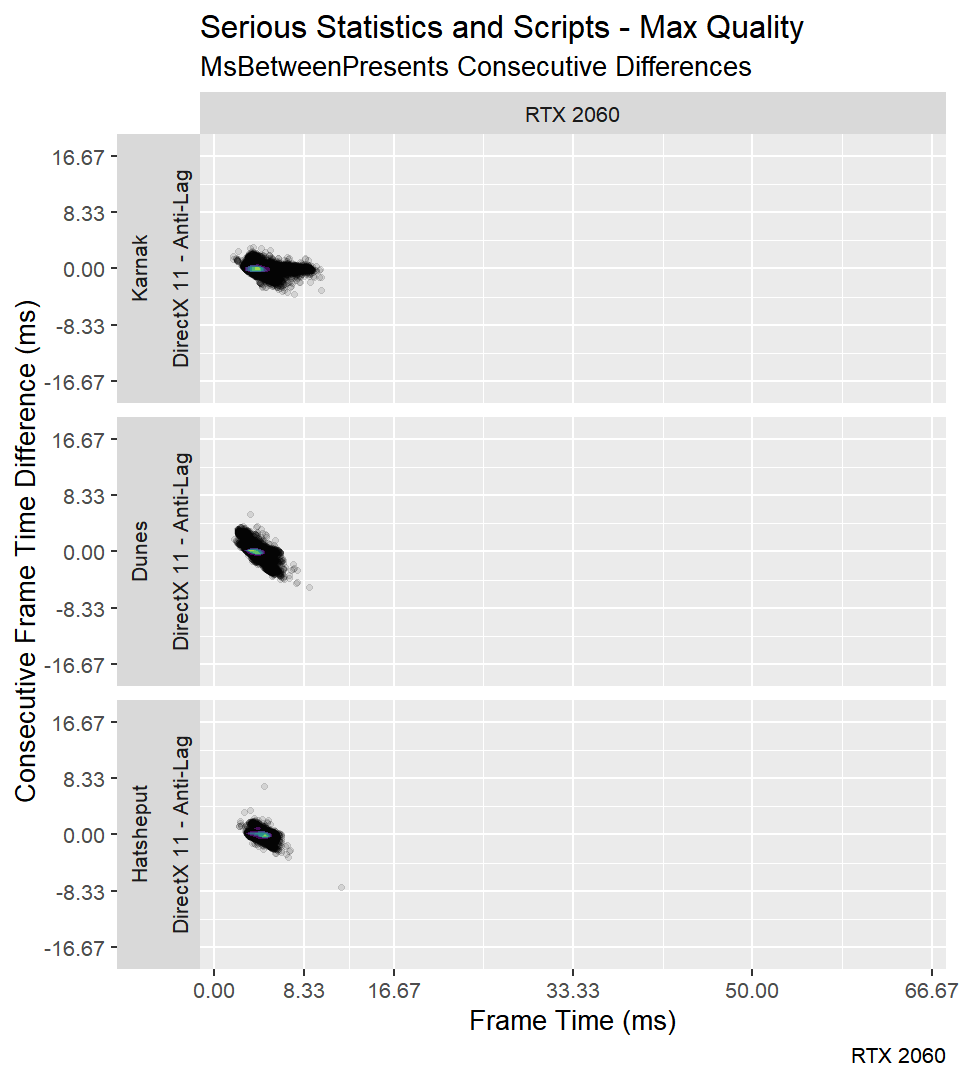 Serious Statistics and Scripts - Max Quality
MsBetweenPresents Consecutive Differences
RTX 2060
Consecutive Frame Time Difference (ms)
Karnak
DirectX 11 - Anti-Lag
16.67
8.33
0.00
-8.33
-16.67
Dunes
DirectX 11 - Anti-Lag
16.67
8.33
0.00
-8.33
-16.67
Hatsheput
DirectX 11 - Anti-Lag
16.67
8.33
0.00
-8.33
-16.67
0.00 8.33 16.67 33.33 50.00 66.67
Frame Time (ms)
RTX 2060